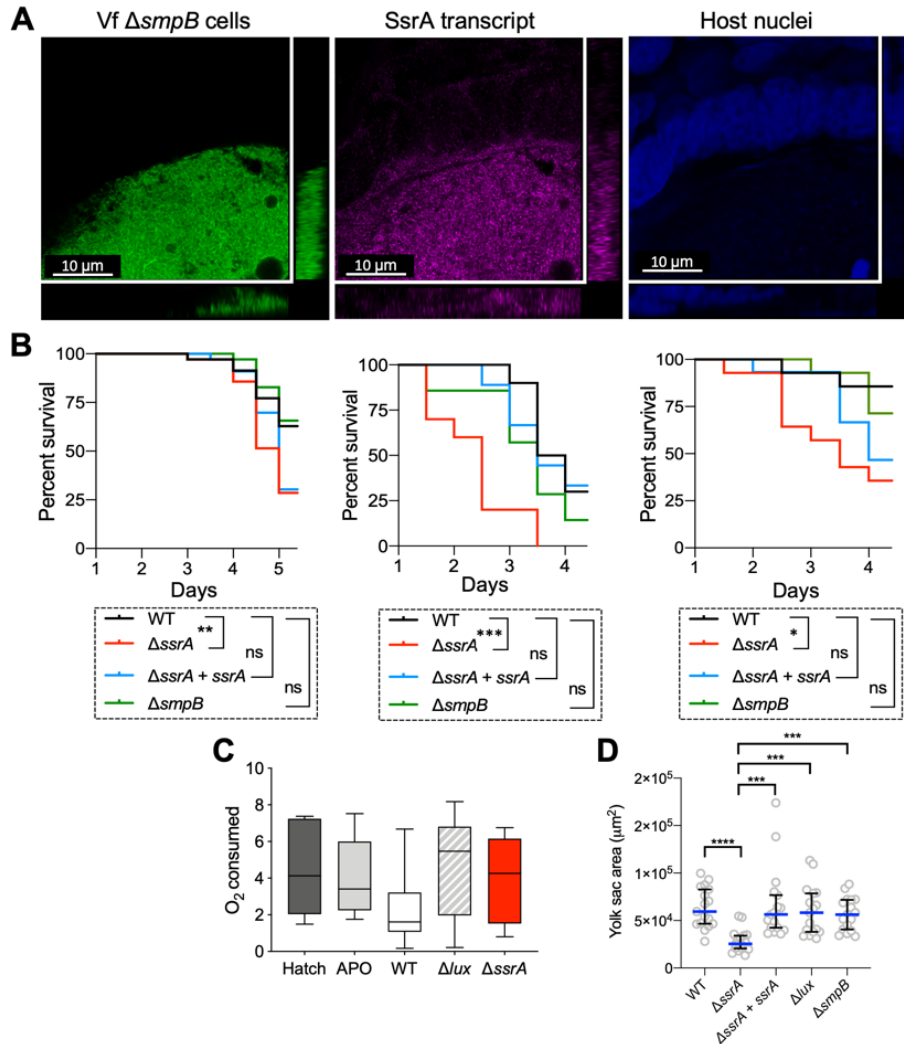 A
Vf ΔsmpB cells
SsrA transcript
Host nuclei
10 µm
10 µm
10 µm
B
Percent survival
100
75
50
25
0
1 2 3 4 5
Days
Percent survival
100
75
50
25
0
1 2 3 4
Days
Percent survival
100
75
50
25
0
1 2 3 4
Days
WT
ΔssrA **
ΔssrA + ssrA
ΔsmpB
ns
ns
WT
ΔssrA ***
ΔssrA + ssrA
ΔsmpB
ns
ns
WT
ΔssrA *
ΔssrA + ssrA
ΔsmpB
ns
ns
C
O2 consumed
10
8
6
4
2
0
Hatch APO WT Δlux ΔssrA
D
Yolk sac area (µm²)
2×10⁵
2×10⁵
1×10⁵
5×10⁴
0
***
***
***
****
WT
ΔssrA
ΔssrA + ssrA
Δlux
ΔsmpB